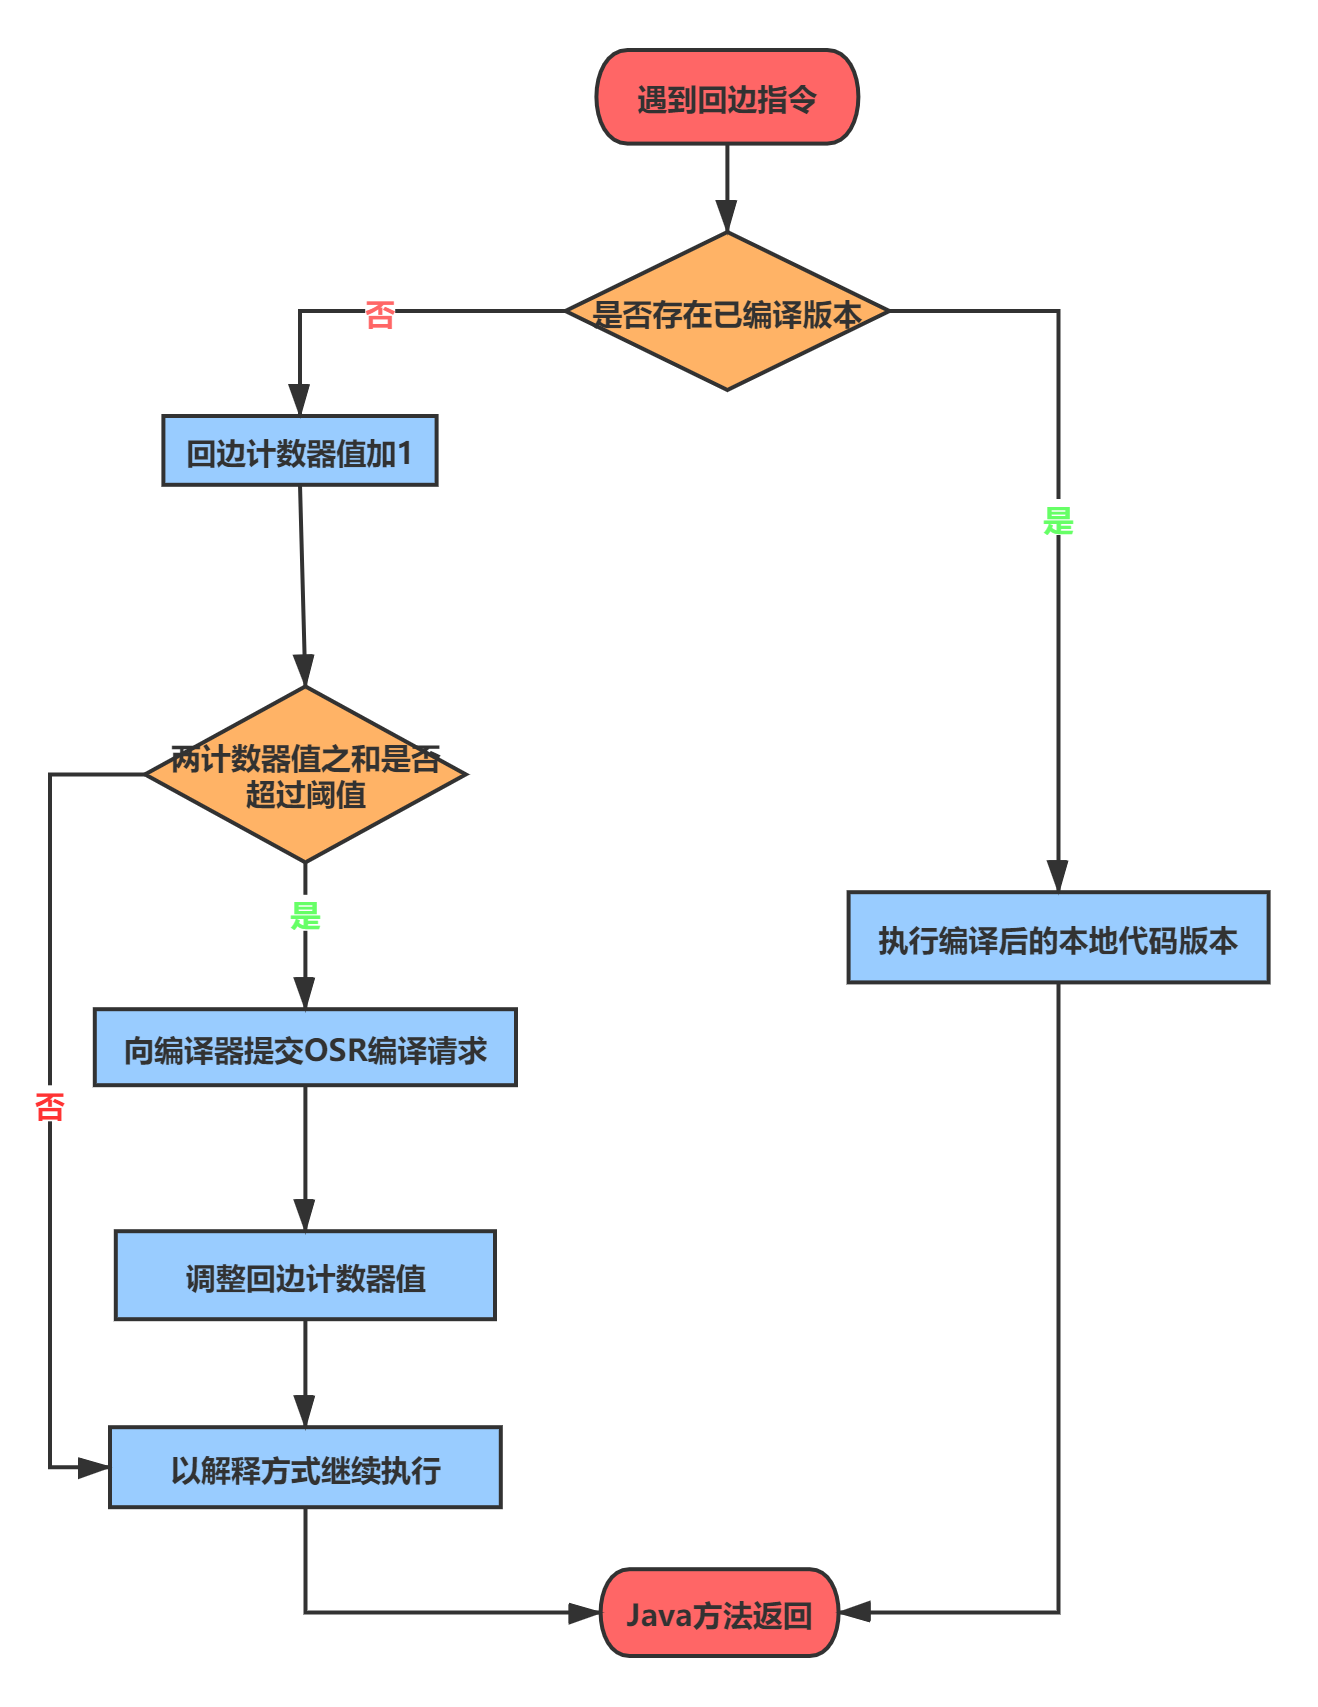 遇到回边指令
是否存在已编译版本
否
回边计数器值加1
是
两计数器值之和是否
超过阈值
是
执行编译后的本地代码版本
向编译器提交OSR编译请求
否
调整回边计数器值
以解释方式继续执行
Java方法返回